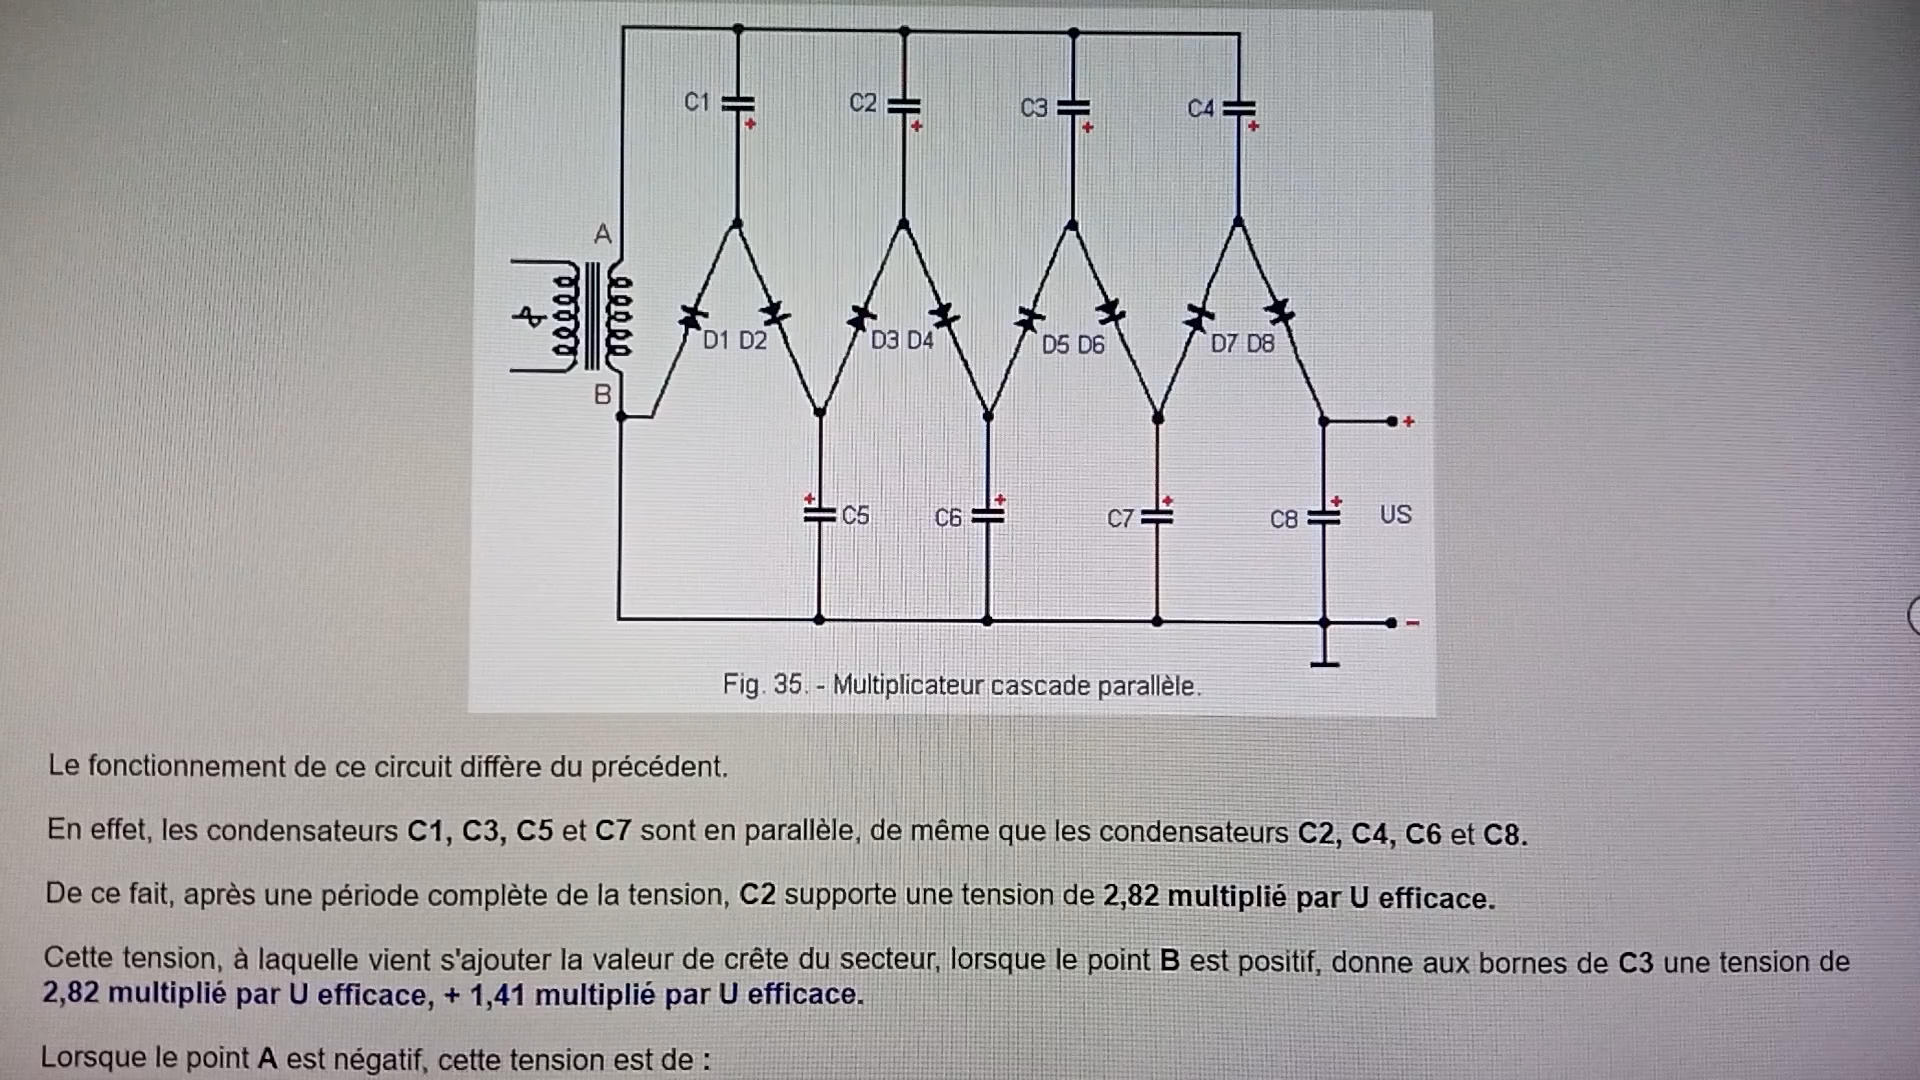 C1 C2 C3 C4
A
D1 D2 D3 D4 D5 D6 D7 D8
B
C5 C6 C7 C8 US
Fig. 35. - Multiplicateur cascade parallèle.
Le fonctionnement de ce circuit diffère du précédent.
En effet, les condensateurs C1, C3, C5 et C7 sont en parallèle, de même que les condensateurs C2, C4, C6 et C8.
De ce fait, après une période complète de la tension, C2 supporte une tension de 2,82 multiplié par U efficace.
Cette tension, à laquelle vient s'ajouter la valeur de crête du secteur, lorsque le point B est positif, donne aux bornes de C3 une tension de
2,82 multiplié par U efficace, + 1,41 multiplié par U efficace.
Lorsque le point A est négatif, cette tension est de :